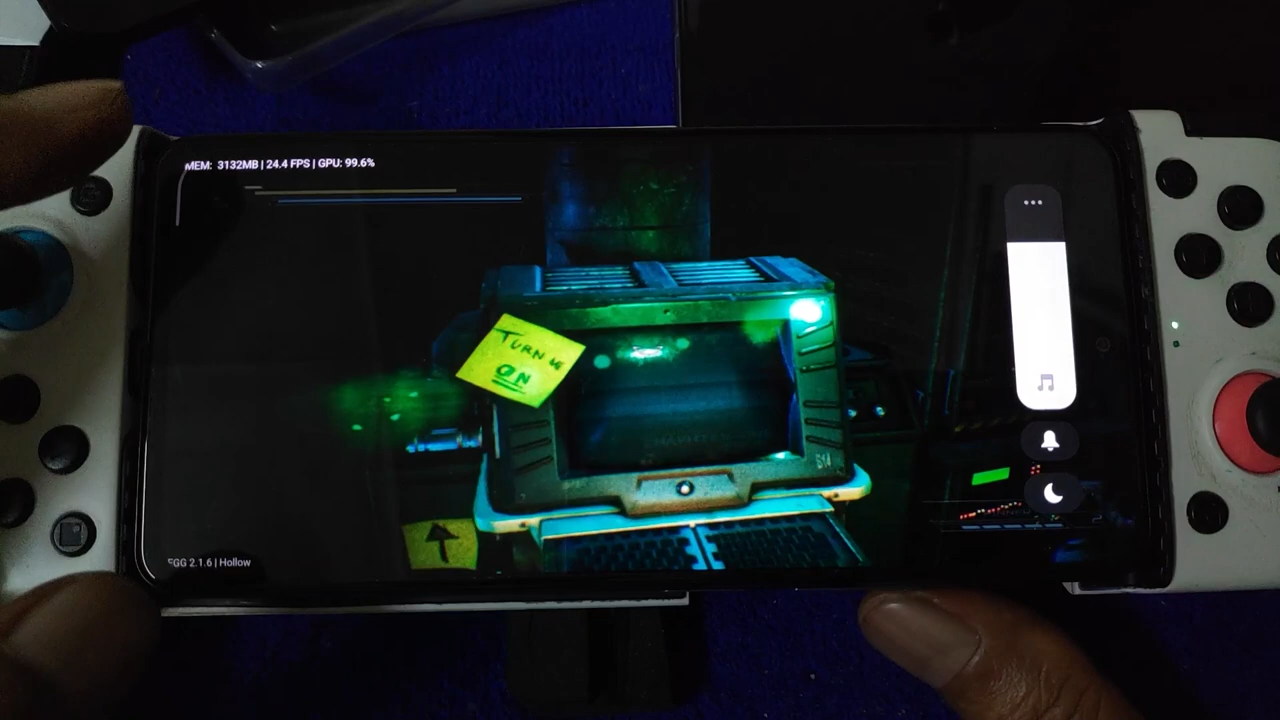 MEM: 3132MB | 24.4 FPS | GPU: 99.6%
TURN ME
ON
EGG 2.1.6 | Hollow